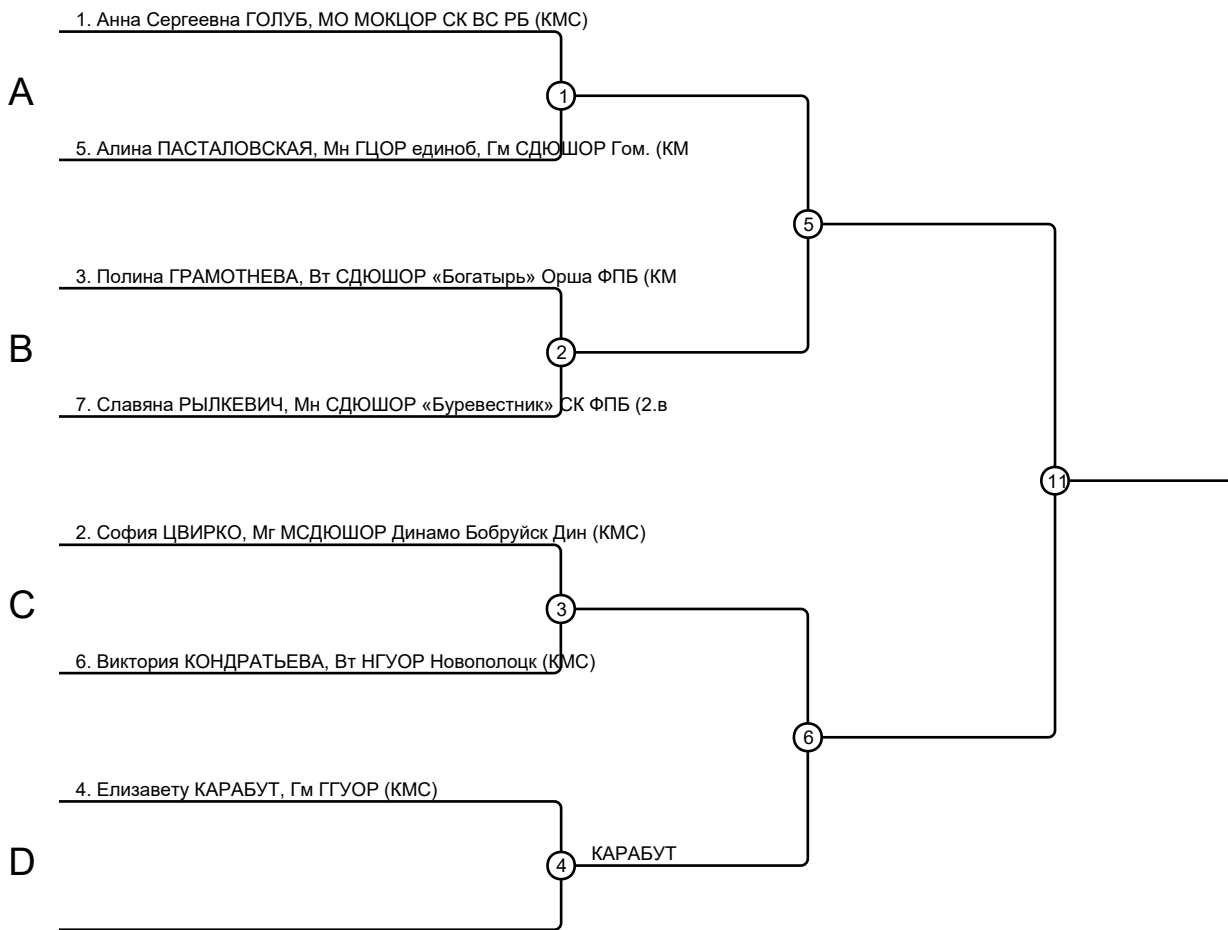 1. Анна Сергеевна ГОЛУБ, МО МОКЦОР СК ВС РБ (КМС)
A
1
5. Алина ПАСТАЛОВСКАЯ, Мн ГЦОР единоб, Гм СДЮШОР Гом. (КМ
5
3. Полина ГРАМОТНЕВА, Вт СДЮШОР «Богатырь» Орша ФПБ (КМ
B
2
7. Славяна РЫЛКЕВИЧ, Мн СДЮШОР «Буревестник» СК ФПБ (2.в
11
2. София ЦВИРКО, Мг МСДЮШОР Динамо Бобруйск Дин (КМС)
C
3
6. Виктория КОНДРАТЬЕВА, Вт НГУОР Новополоцк (КМС)
6
4. Елизавету КАРАБУТ, Гм ГГУОР (КМС)
D
4
КАРАБУТ